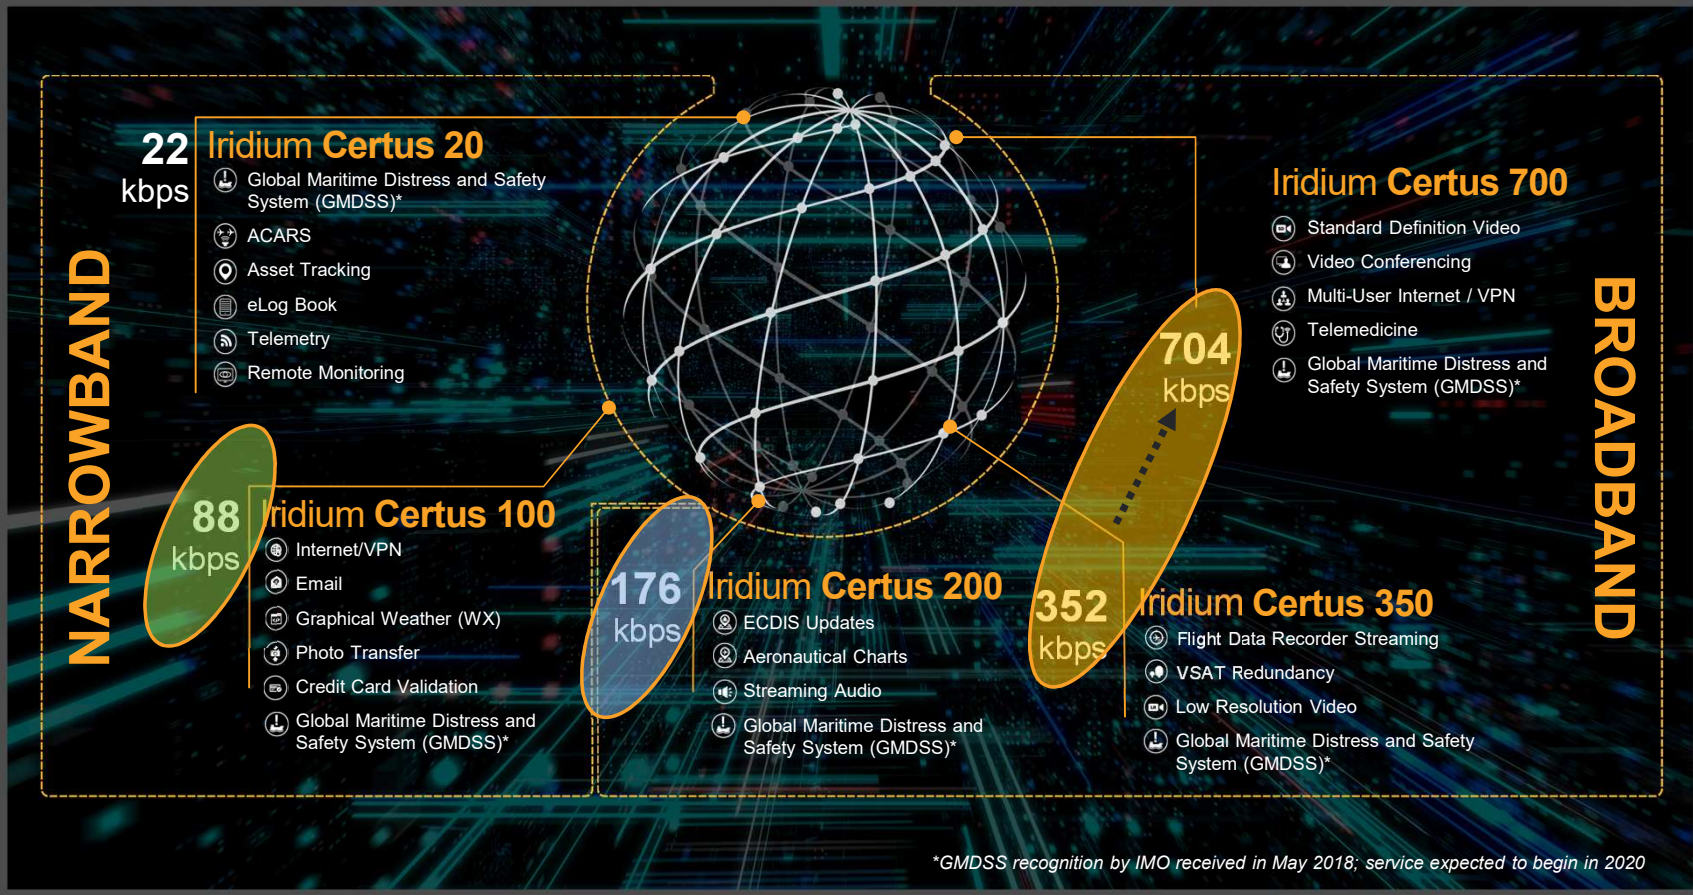 NARROWBAND
22
kbps
Iridium Certus 20
Global Maritime Distress and Safety
System (GMDSS)*
ACARS
Asset Tracking
eLog Book
Telemetry
Remote Monitoring
88
kbps
Iridium Certus 100
Internet/VPN
Email
Graphical Weather (WX)
Photo Transfer
Credit Card Validation
Global Maritime Distress and
Safety System (GMDSS)*
176
kbps
Iridium Certus 200
ECDIS Updates
Aeronautical Charts
Streaming Audio
Global Maritime Distress and
Safety System (GMDSS)*
352
kbps
Iridium Certus 350
Flight Data Recorder Streaming
VSAT Redundancy
Low Resolution Video
Global Maritime Distress and Safety
System (GMDSS)*
704
kbps
Iridium Certus 700
Standard Definition Video
Video Conferencing
Multi-User Internet / VPN
Telemedicine
Global Maritime Distress and
Safety System (GMDSS)*
BROADBAND
*GMDSS recognition by IMO received in May 2018; service expected to begin in 2020